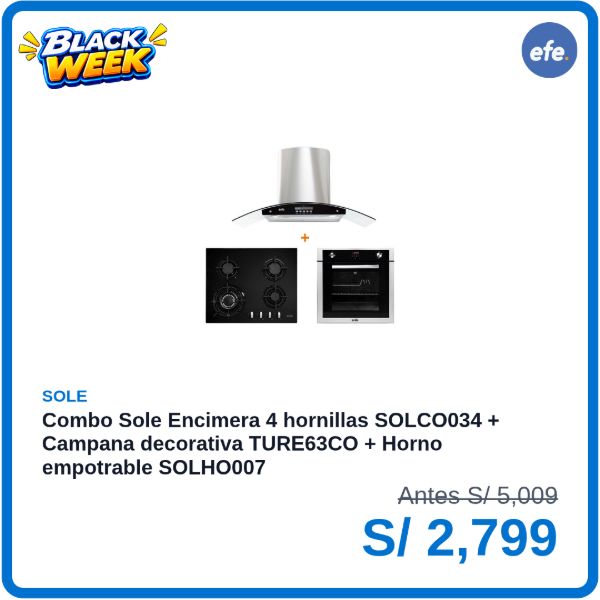 BLACK
WEEK
efe.
+
SOLE
Combo Sole Encimera 4 hornillas SOLCO034 +
Campana decorativa TURE63CO + Horno
empotrable SOLHO007
Antes S/ 5,009
S/ 2,799